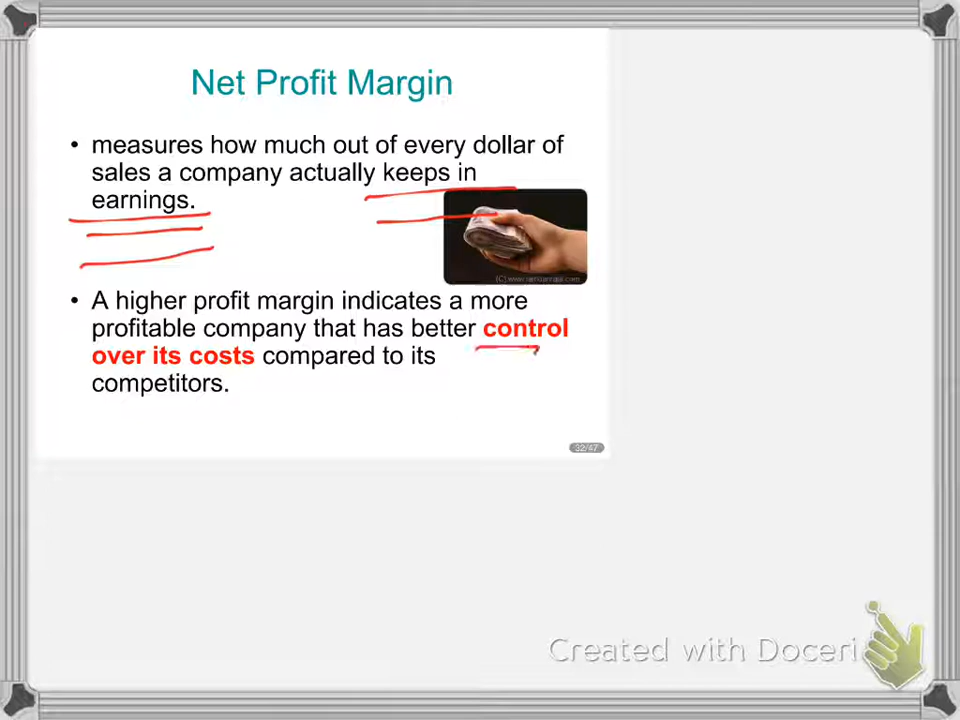 Net Profit Margin
• measures how much out of every dollar of
sales a company actually keeps in
earnings.
• A higher profit margin indicates a more
profitable company that has better control
over its costs compared to its
competitors.
32/47
Created with Doceri